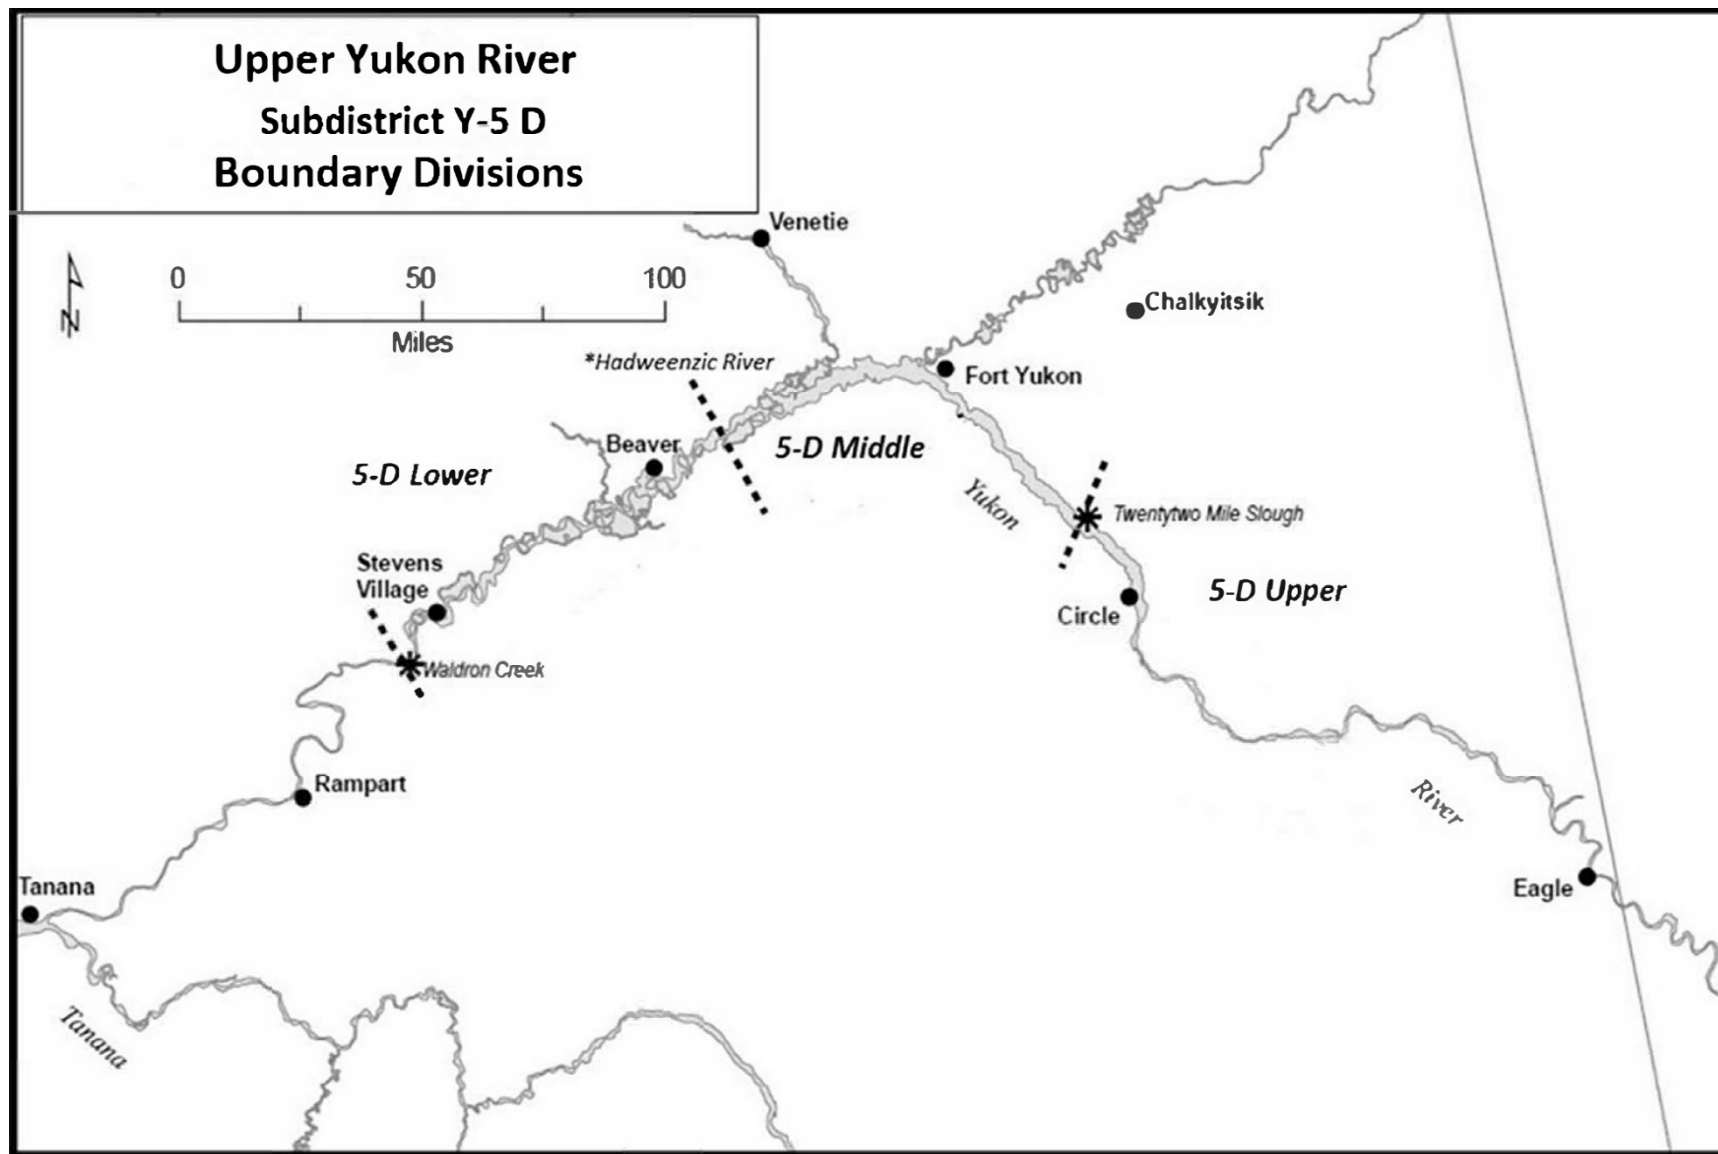 Upper Yukon River
Subdistrict Y-5 D
Boundary Divisions
Venetie
0 50 100
Miles
N
Chalkyitsik
*Hadweenzic River
Fort Yukon
Beaver
5-D Middle
5-D Lower
Yukon
Twentytwo Mile Slough
Stevens
Village
5-D Upper
Circle
Waldron Creek
Rampart
River
Tanana
Eagle
Tanana